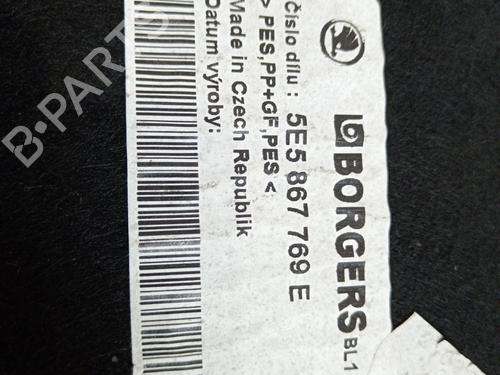 BORGERS BL1
Číslo dílu : 5E5 867 769 E
> PES,PP+GF,PES <
Made in Czech Republik
Datum výroby:
B-PARTS